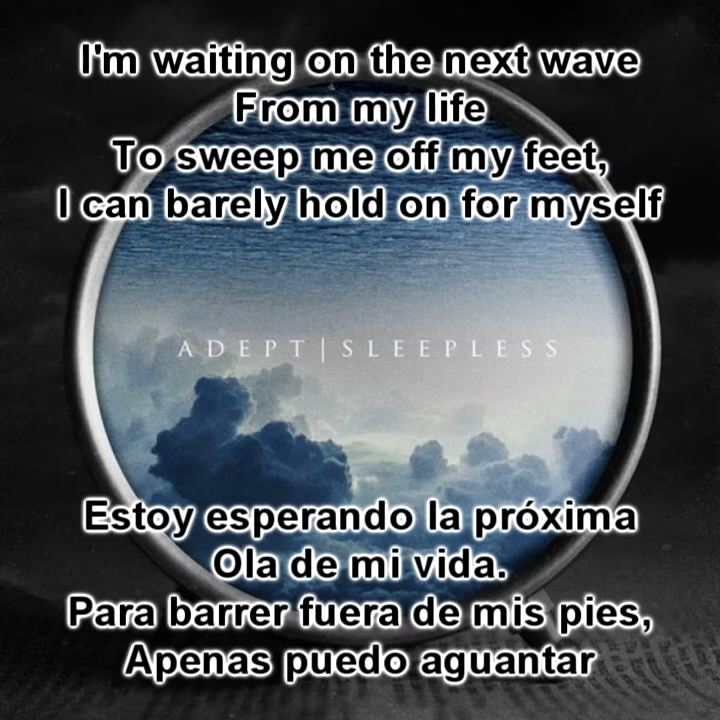 I'm waiting on the next wave
From my life
To sweep me off my feet,
I can barely hold on for myself
ADEPT | SLEEPLESS
Estoy esperando la próxima
Ola de mi vida.
Para barrer fuera de mis pies,
Apenas puedo aguantar